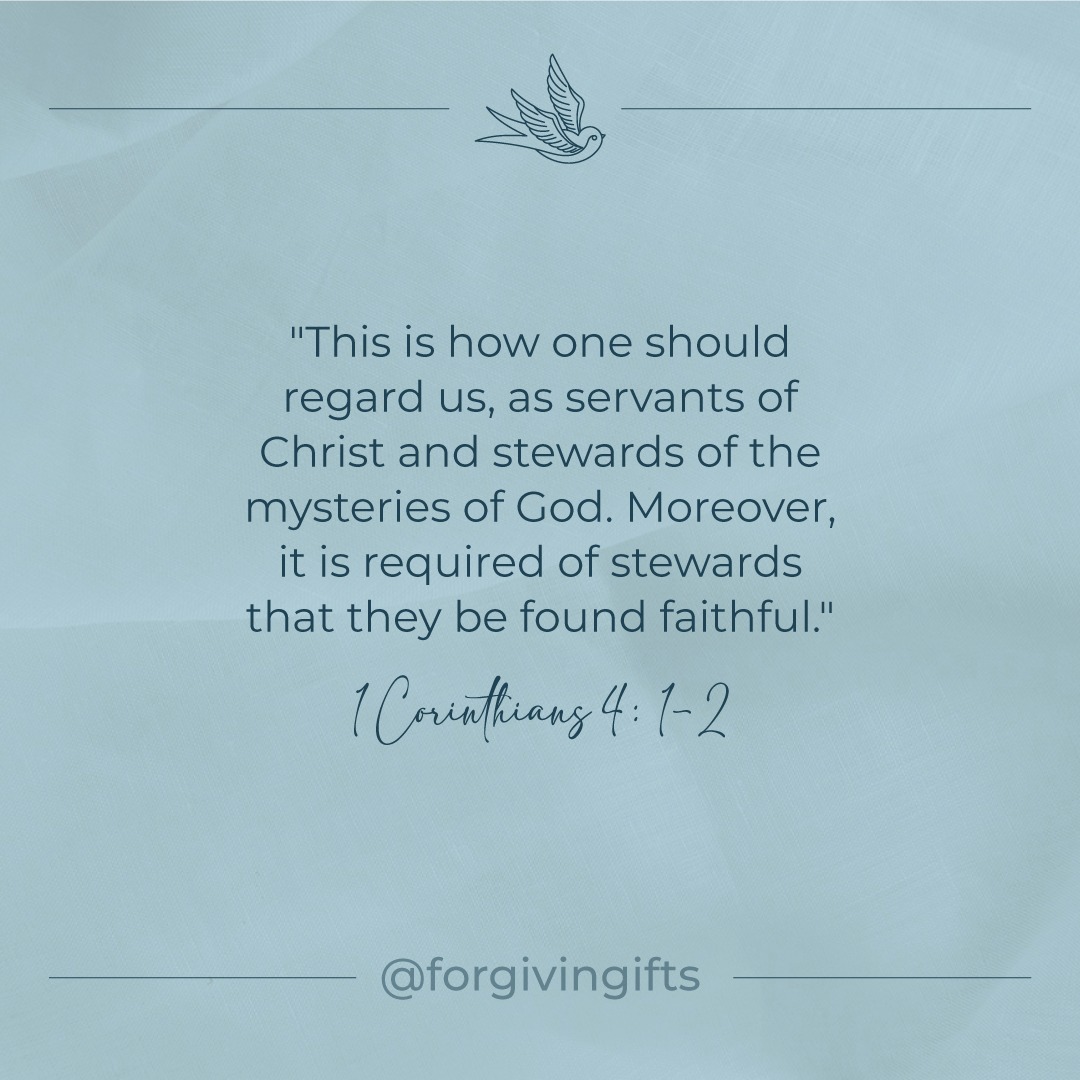 "This is how one should
regard us, as servants of
Christ and stewards of the
mysteries of God. Moreover,
it is required of stewards
that they be found faithful."
1 Corinthians 4: 1-2
@forgivingifts